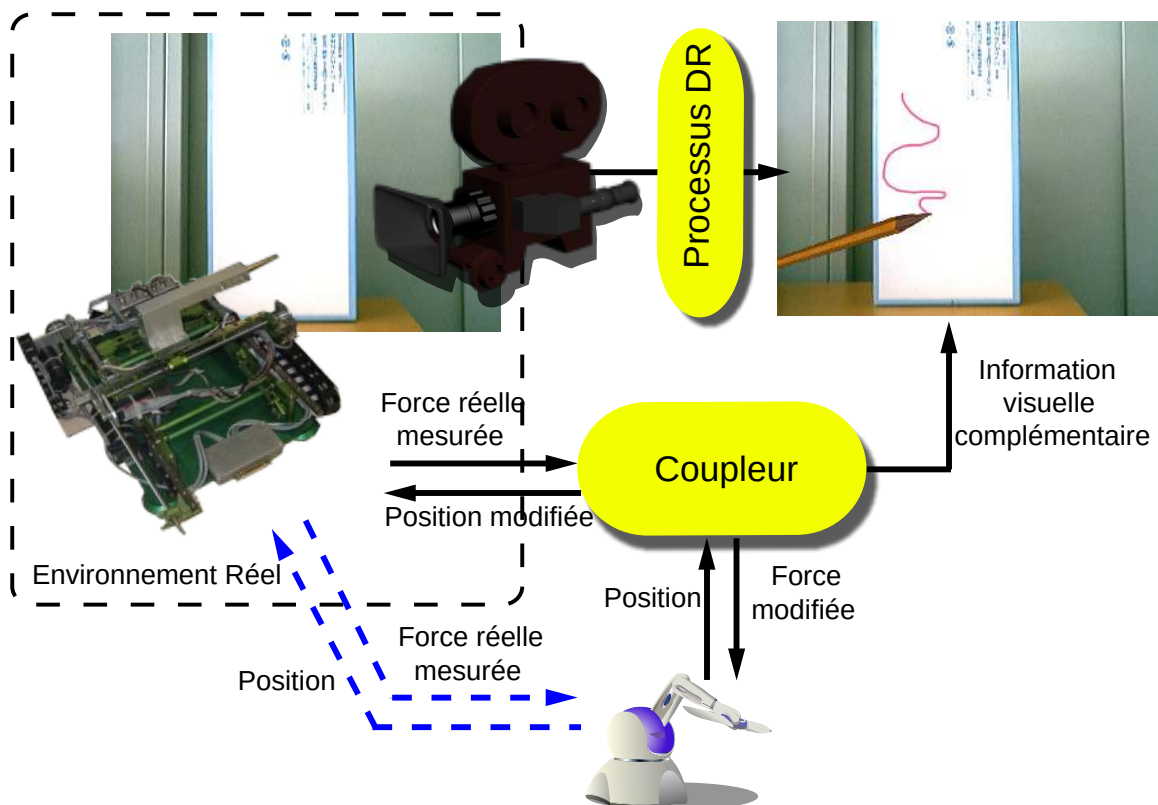 Processus DR
Information
visuelle
complémentaire
Force réelle
mesurée
Coupleur
Position modifiée
Environnement Réel
Position
Force
modifiée
Force réelle
mesurée
Position